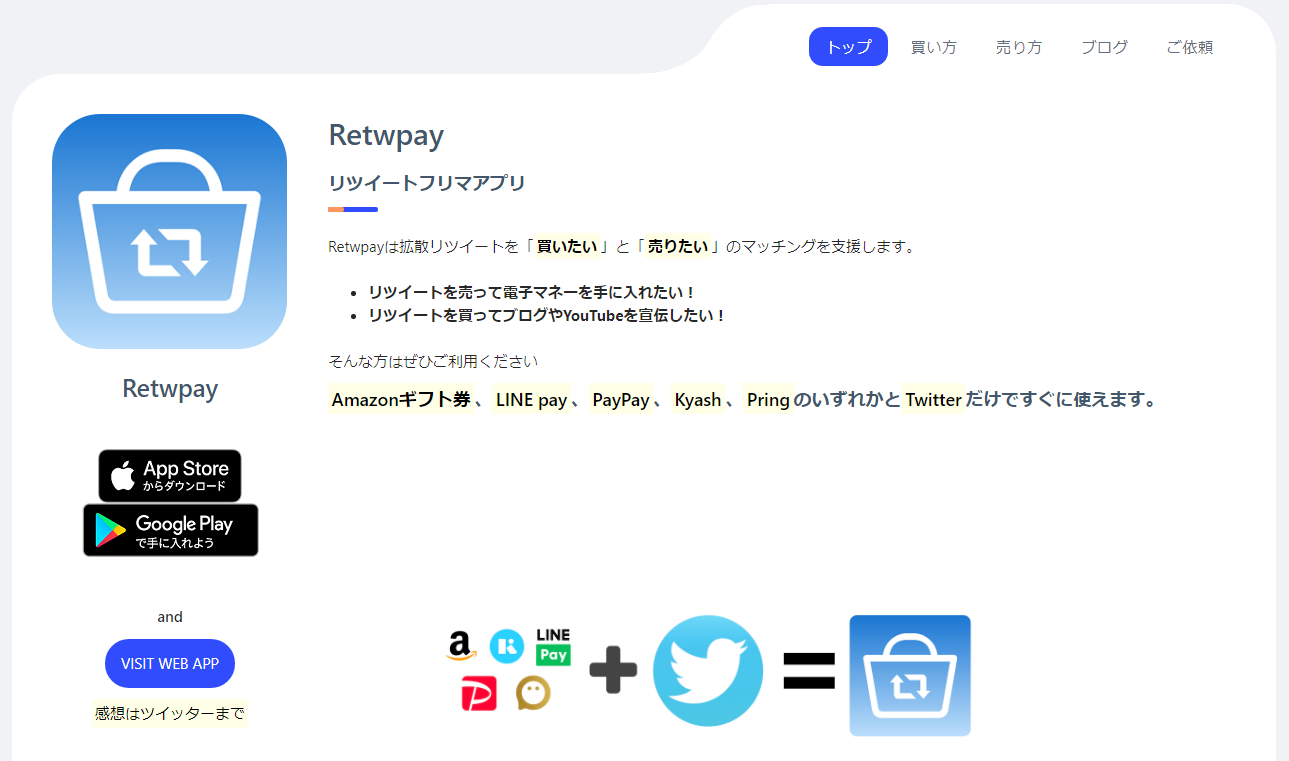 トップ 買い方 売り方 ブログ ご依頼
Retwpay
リツイートフリマアプリ
Retwpayは拡散リツイートを「買いたい」と「売りたい」のマッチングを支援します。
• リツイートを売って電子マネーを手に入れたい！
• リツイートを買ってブログやYouTubeを宣伝したい！
そんな方はぜひご利用ください
Amazonギフト券、LINE pay、PayPay、Kyash、Pringのいずれかと Twitterだけですぐに使えます。
Retwpay
App Store
からダウンロード
Google Play
で手に入れよう
and
VISIT WEB APP
感想はツイッターまで
a
K
LINE
Pay
P